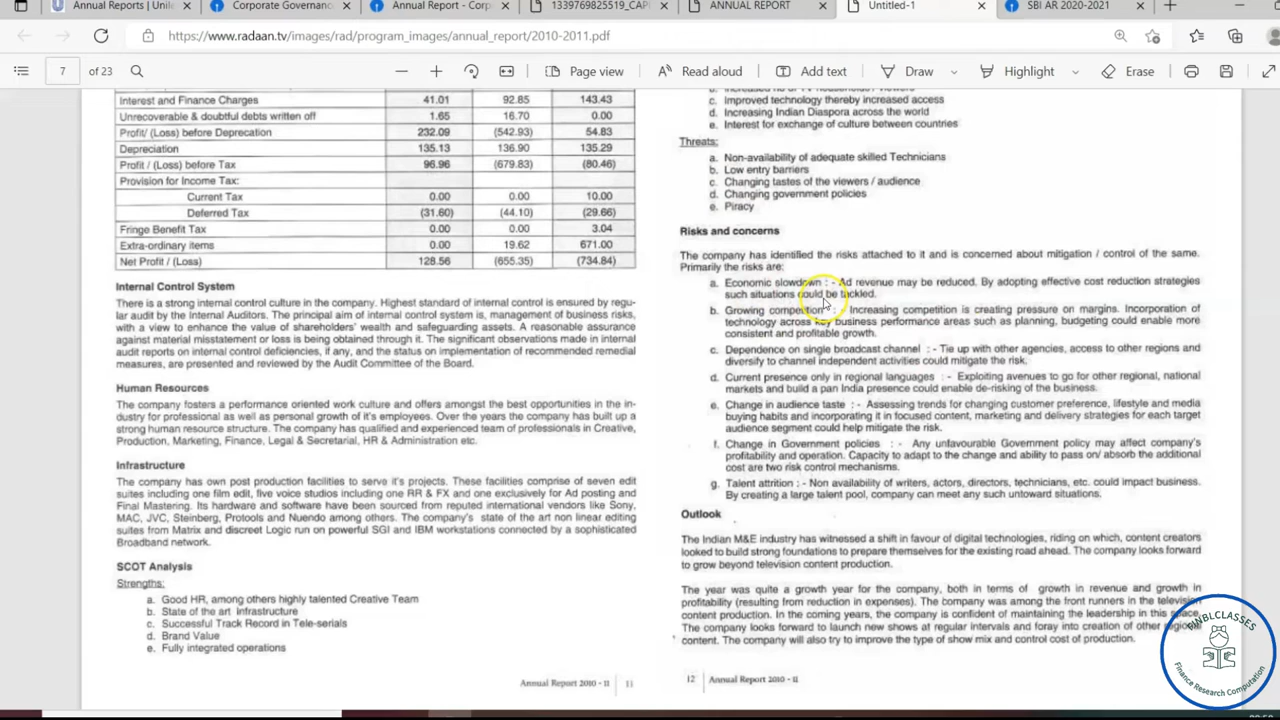 Annual Reports | Unile
Corporate Governanc
Annual Report - Corp
1339769825519_CAPI
ANNUAL REPORT
Untitled-1
SBI AR 2020-2021
https://www.radaan.tv/images/rad/program_images/annual_report/2010-2011.pdf
7 of 23
Page view
Read aloud
Add text
Draw
Highlight
Erase
Interest and Finance Charges 41.01 92.85 143.43
Unrecoverable & doubtful debts written off 1.65 16.70 0.00
Profit/ (Loss) before Deprecation 232.09 (542.93) 54.83
Depreciation 135.13 136.90 135.29
Profit / (Loss) before Tax 96.96 (679.83) (80.46)
Provision for Income Tax:
Current Tax 0.00 0.00 10.00
Deferred Tax (31.60) (44.10) (29.66)
Fringe Benefit Tax 0.00 0.00 3.04
Extra-ordinary items 0.00 19.62 671.00
Net Profit / (Loss) 128.56 (655.35) (734.84)
Internal Control System
There is a strong internal control culture in the company. Highest standard of internal control is ensured by regu-
lar audit by the Internal Auditors. The principal aim of internal control system is, management of business risks,
with a view to enhance the value of shareholders' wealth and safeguarding assets. A reasonable assurance
against material misstatement or loss is being obtained through it. The significant observations made in internal
audit reports on internal control deficiencies, if any, and the status on implementation of recommended remedial
measures, are presented and reviewed by the Audit Committee of the Board.
Human Resources
The company fosters a performance oriented work culture and offers amongst the best opportunities in the in-
dustry for professional as well as personal growth of it's employees. Over the years the company has built up a
strong human resource structure. The company has qualified and experienced team of professionals in Creative,
Production, Marketing, Finance, Legal & Secretarial, HR & Administration etc.
Infrastructure
The company has own post production facilities to serve it's projects. These facilities comprise of seven edit
suites including one film edit, five voice studios including one RR & FX and one exclusively for Ad posting and
Final Mastering. Its hardware and software have been sourced from reputed international vendors like Sony,
MAC, JVC, Steinberg, Protools and Nuendo among others. The company's state of the art non linear editing
suites from Matrix and discreet Logic run on powerful SGI and IBM workstations connected by a sophisticated
Broadband network.
SCOT Analysis
Strengths:
a. Good HR, among others highly talented Creative Team
b. State of the art Infrastructure
c. Successful Track Record in Tele-serials
d. Brand Value
e. Fully integrated operations
Annual Report 2010 - 11 11
c. Improved technology thereby increased access
d. Increasing Indian Diaspora across the world
e. Interest for exchange of culture between countries
Threats:
a. Non-availability of adequate skilled Technicians
b. Low entry barriers
c. Changing tastes of the viewers / audience
d. Changing government policies
e. Piracy
Risks and concerns
The company has identified the risks attached to it and is concerned about mitigation / control of the same.
Primarily the risks are:
a. Economic slowdown : - Ad revenue may be reduced. By adopting effective cost reduction strategies
such situations could be tackled.
b. Growing competition : - Increasing competition is creating pressure on margins. Incorporation of
technology across key business performance areas such as planning, budgeting could enable more
consistent and profitable growth.
c. Dependence on single broadcast channel : - Tie up with other agencies, access to other regions and
diversify to channel independent activities could mitigate the risk.
d. Current presence only in regional languages :- Exploiting avenues to go for other regional, national
markets and build a pan India presence could enable de-risking of the business.
e. Change in audience taste :- Assessing trends for changing customer preference, lifestyle and media
buying habits and incorporating it in focused content, marketing and delivery strategies for each target
audience segment could help mitigate the risk.
f. Change in Government policies :- Any unfavourable Government policy may affect company's
profitability and operation. Capacity to adapt to the change and ability to pass on/ absorb the additional
cost are two risk control mechanisms.
g. Talent attrition : - Non availability of writers, actors, directors, technicians, etc. could impact business.
By creating a large talent pool, company can meet any such untoward situations.
Outlook
The Indian M&E industry has witnessed a shift in favour of digital technologies, riding on which, content creators
looked to build strong foundations to prepare themselves for the existing road ahead. The company looks forward
to grow beyond television content production.
The year was quite a growth year for the company, both in terms of growth in revenue and growth in
profitability (resulting from reduction in expenses). The company was among the front runners in the television
content production. In the coming years, the company is confident of maintaining the leadership in this space.
The company looks forward to launch new shows at regular intervals and foray into creation of other regional
content. The company will also try to improve the type of show mix and control cost of production.
12 Annual Report 2010 - 11
FINBLCLASSES
Finance Research Computation